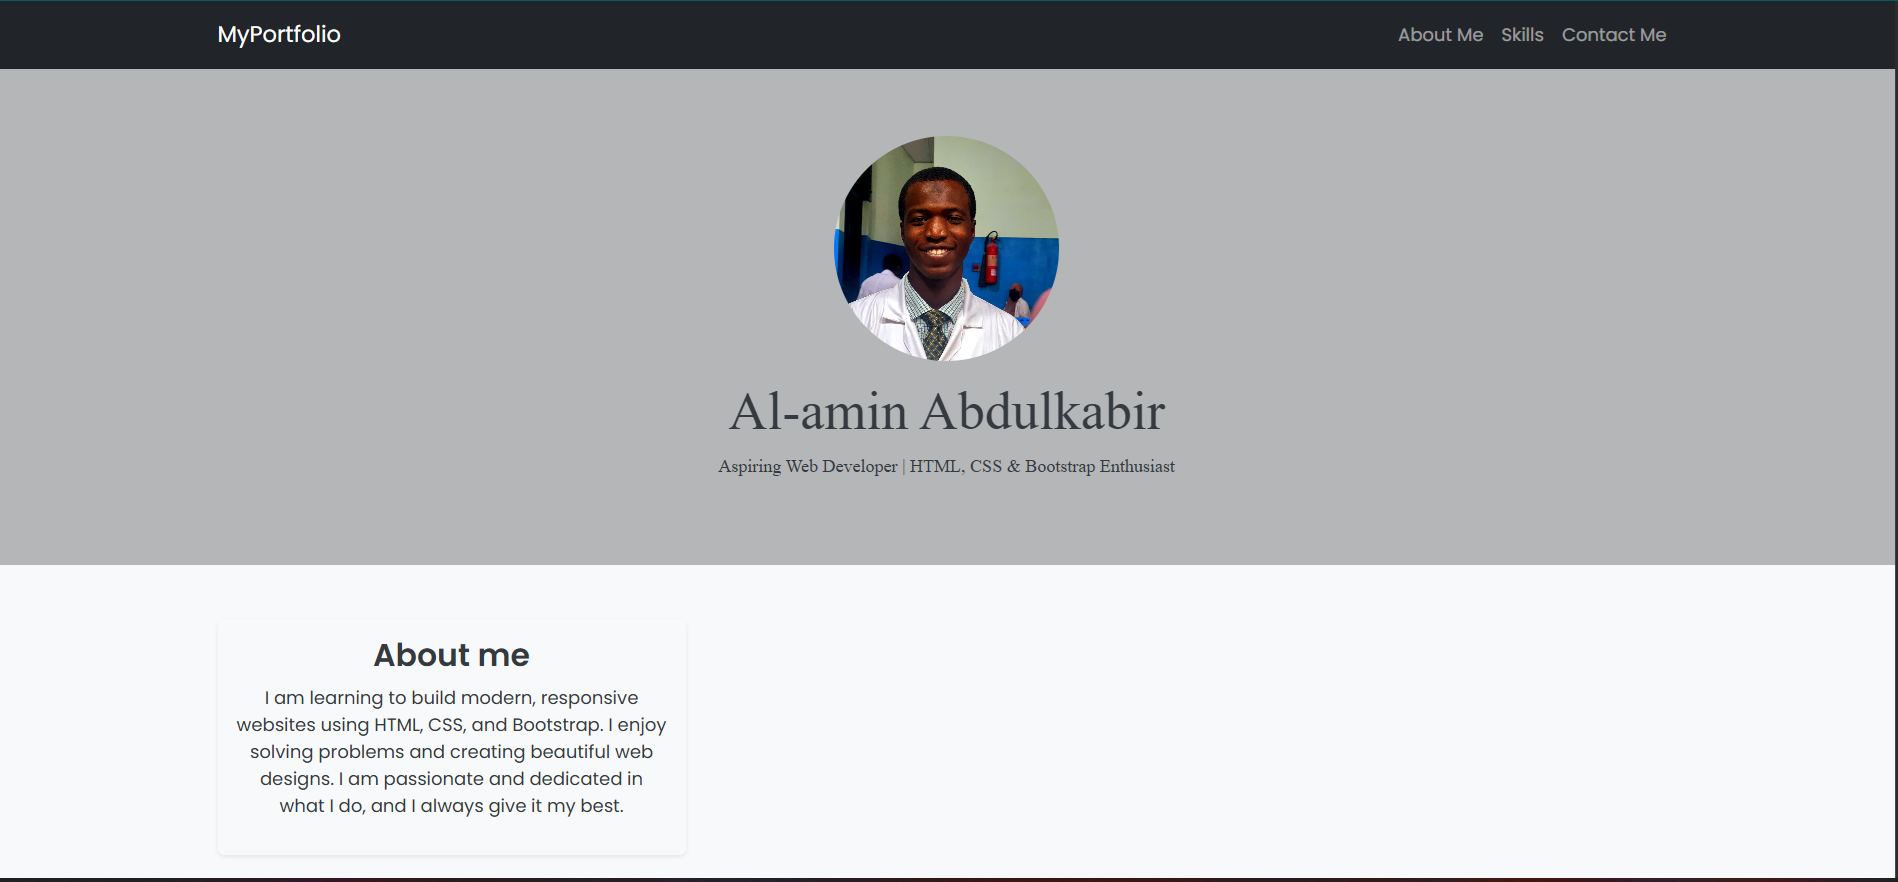 MyPortfolio
About Me Skills Contact Me
Al-amin Abdulkabir
Aspiring Web Developer | HTML, CSS & Bootstrap Enthusiast
About me
I am learning to build modern, responsive
websites using HTML, CSS, and Bootstrap. I enjoy
solving problems and creating beautiful web
designs. I am passionate and dedicated in
what I do, and I always give it my best.